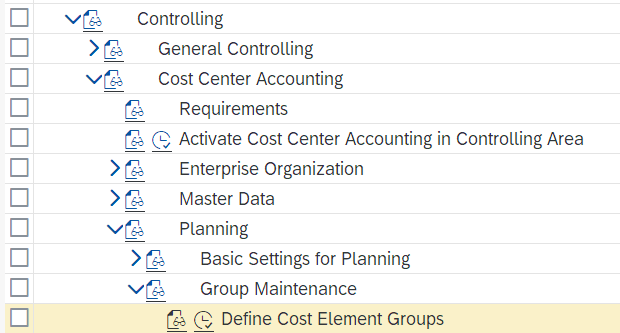 Controlling
General Controlling
Cost Center Accounting
Requirements
Activate Cost Center Accounting in Controlling Area
Enterprise Organization
Master Data
Planning
Basic Settings for Planning
Group Maintenance
Define Cost Element Groups